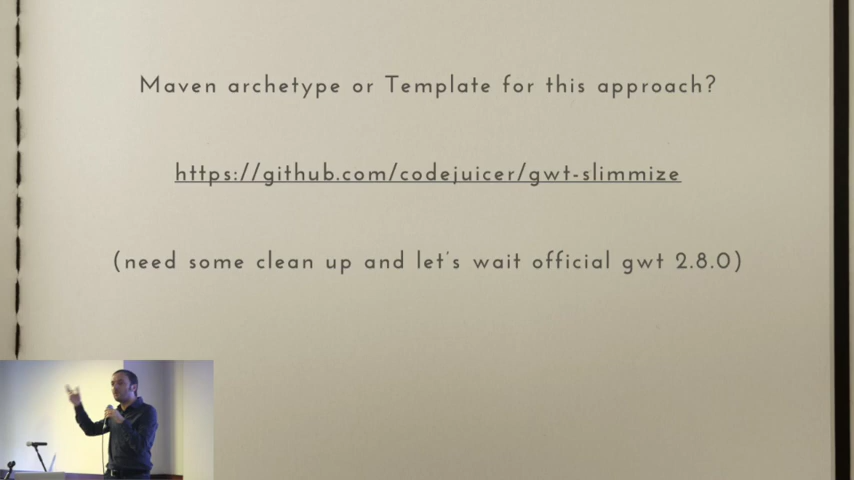 Maven archetype or Template for this approach?
https://github.com/codejuicer/gwt-slimmize
(need some clean up and let's wait official gwt 2.8.0)